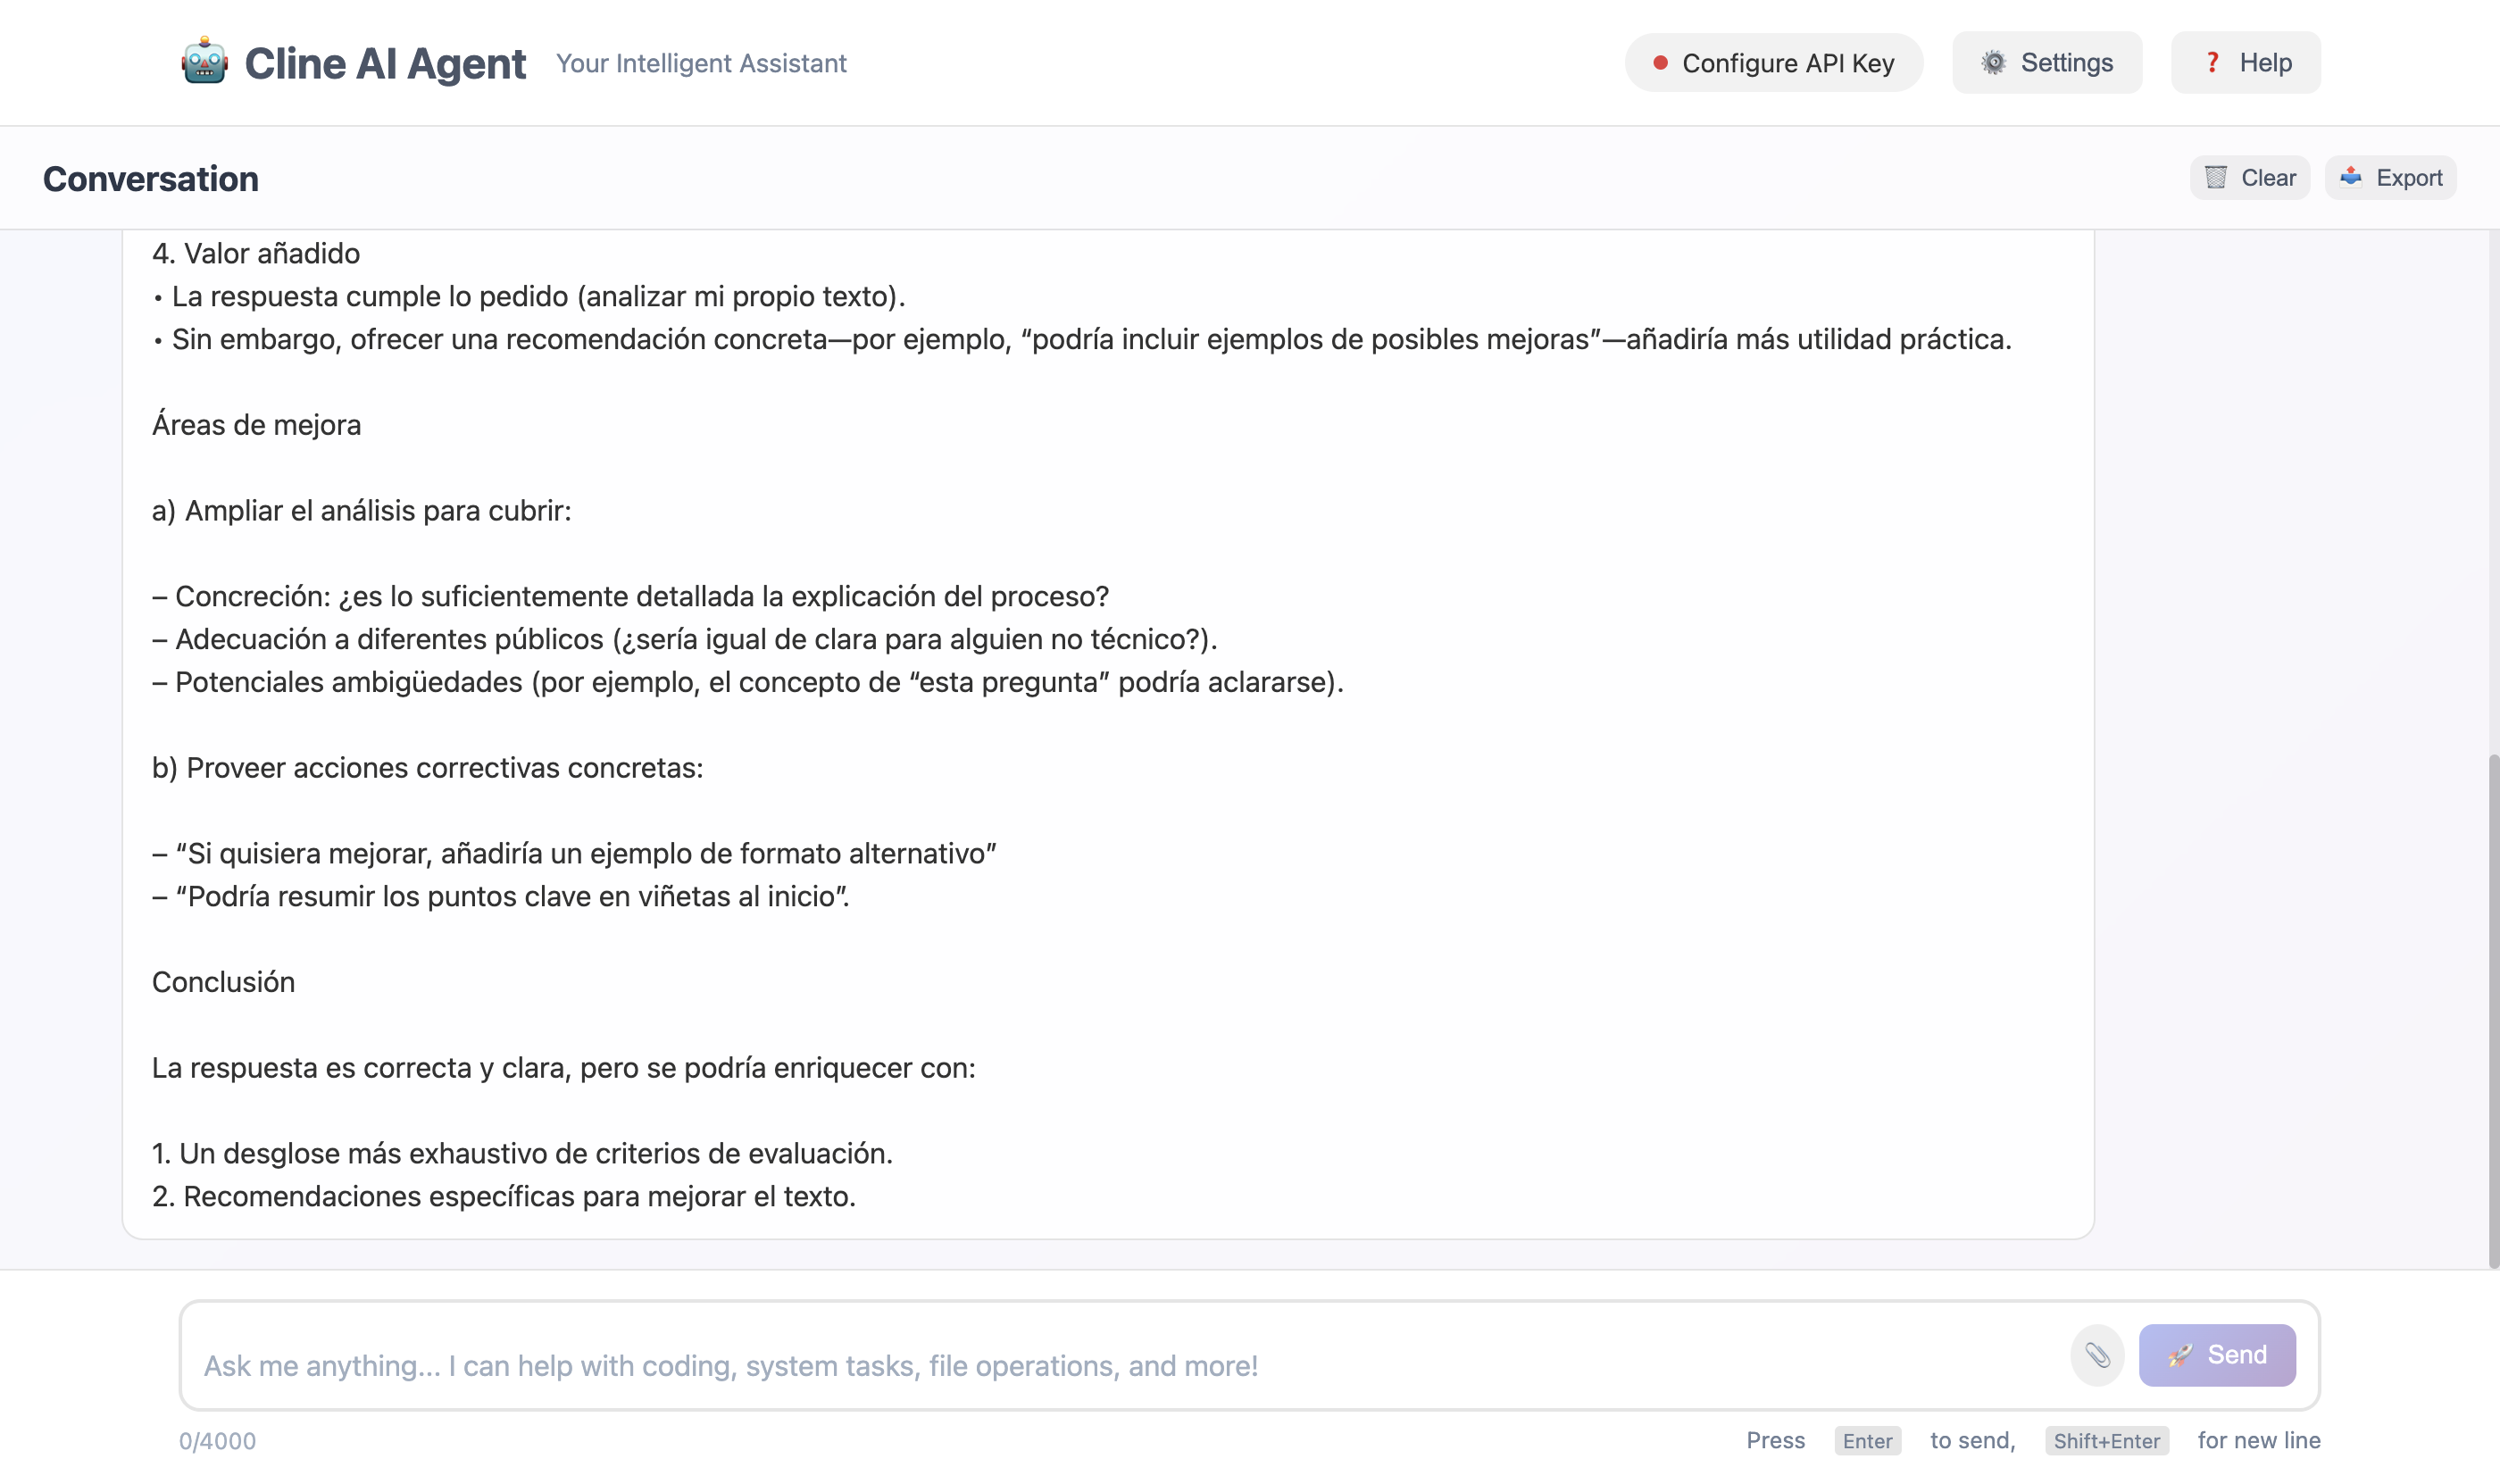 Cline AI Agent
Your Intelligent Assistant
Configure API Key
Settings
Help
Conversation
Clear
Export
4. Valor añadido
• La respuesta cumple lo pedido (analizar mi propio texto).
• Sin embargo, ofrecer una recomendación concreta—por ejemplo, “podría incluir ejemplos de posibles mejoras”—añadiría más utilidad práctica.
Áreas de mejora
a) Ampliar el análisis para cubrir:
– Concreción: ¿es lo suficientemente detallada la explicación del proceso?
– Adecuación a diferentes públicos (¿sería igual de clara para alguien no técnico?).
– Potenciales ambigüedades (por ejemplo, el concepto de “esta pregunta” podría aclararse).
b) Proveer acciones correctivas concretas:
– “Si quisiera mejorar, añadiría un ejemplo de formato alternativo”
– “Podría resumir los puntos clave en viñetas al inicio”.
Conclusión
La respuesta es correcta y clara, pero se podría enriquecer con:
1. Un desglose más exhaustivo de criterios de evaluación.
2. Recomendaciones específicas para mejorar el texto.
Ask me anything... I can help with coding, system tasks, file operations, and more!
Send
0/4000
Press Enter to send, Shift+Enter for new line